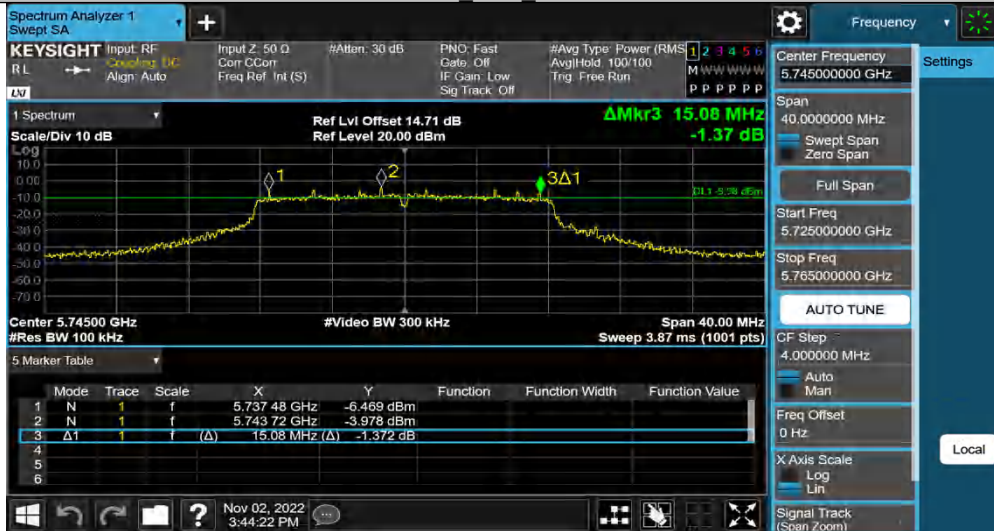 Spectrum Analyzer 1
Swept SA
+
Frequency
KEYSIGHT
Input: RF
Input Z: 50 Ω
#Atten: 30 dB
PNO: Fast
#Avg Type: Power (RMS
1 2 3 4 5 6
RL
Coupling: DC
Corr CCorr
Gate: Off
Avg|Hold: 100/100
M W W W W W
Align: Auto
Freq Ref: Int (S)
IF Gain: Low
Trig: Free Run
P P P P P P
Sig Track: Off
LXI
1 Spectrum
Ref Lvl Offset 14.71 dB
ΔMkr3 15.08 MHz
Scale/Div 10 dB
Ref Level 20.00 dBm
-1.37 dB
Log
10.0
0.00
-10.0
-20.0
-30.0
-40.0
-50.0
-60.0
-70.0
1
2
3Δ1
DL1 -9.98 dBm
Center 5.74500 GHz
#Video BW 300 kHz
Span 40.00 MHz
#Res BW 100 kHz
Sweep 3.87 ms (1001 pts)
5 Marker Table
Mode Trace Scale X Y Function Function Width Function Value
1 N 1 f 5.737 48 GHz -6.469 dBm
2 N 1 f 5.743 72 GHz -3.978 dBm
3 Δ1 1 f (Δ) 15.08 MHz (Δ) -1.372 dB
4
5
6
?
Nov 02, 2022
3:44:22 PM
Center Frequency
5.745000000 GHz
Settings
Span
40.0000000 MHz
Swept Span
Zero Span
Full Span
Start Freq
5.725000000 GHz
Stop Freq
5.765000000 GHz
AUTO TUNE
CF Step
4.000000 MHz
Auto
Man
Freq Offset
0 Hz
Local
X Axis Scale
Log
Lin
Signal Track
(Span Zoom)